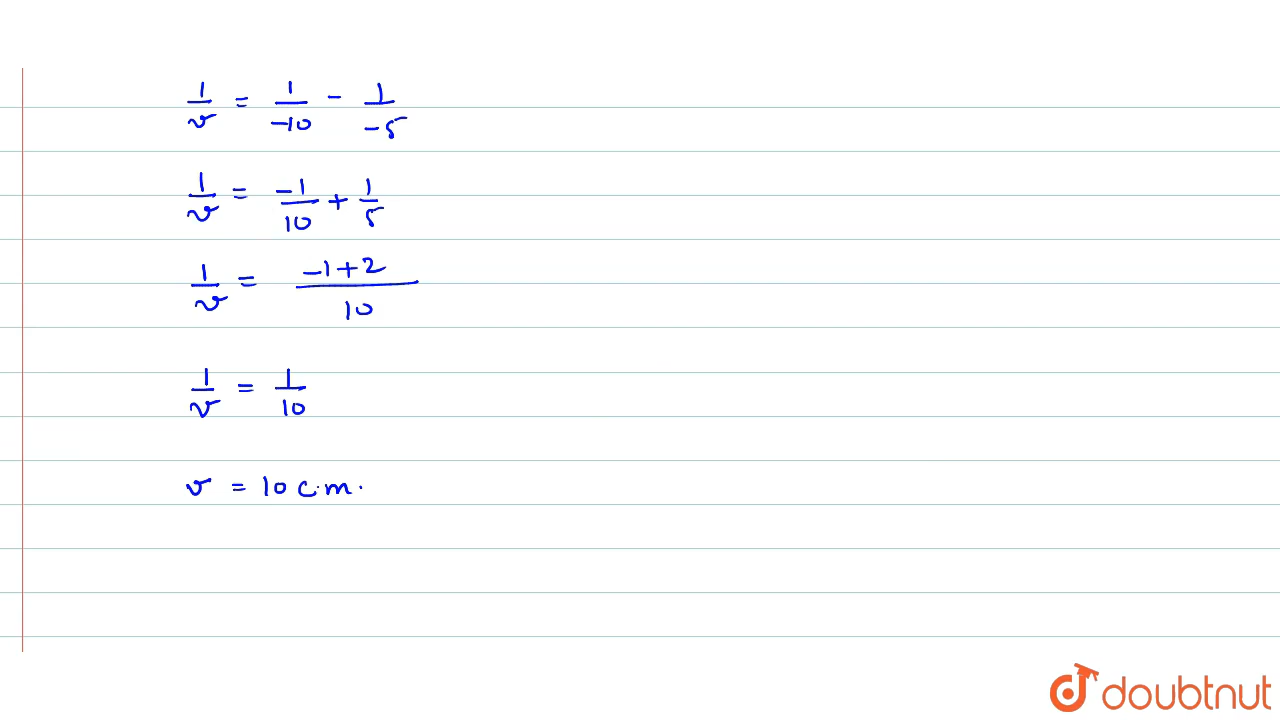 1/v = 1/-10 - 1/-5
1/v = -1/10 + 1/5
1/v = -1+2/10
1/v = 1/10
v = 10 c.m.
doubtnut